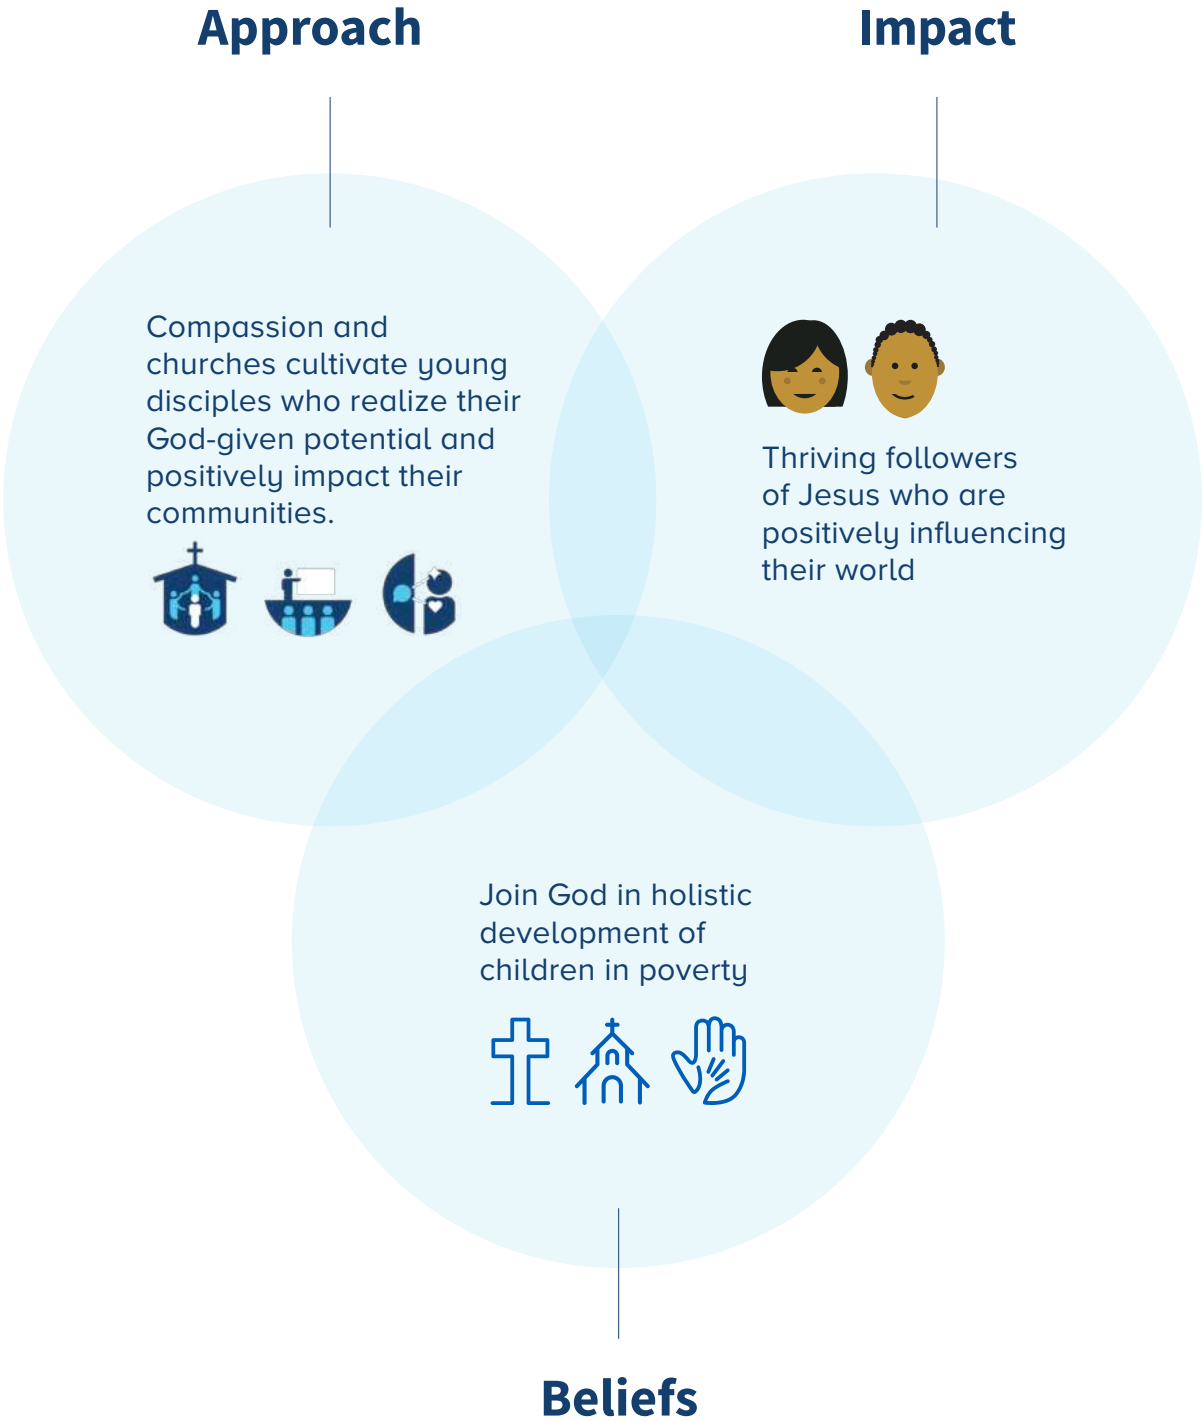 Approach
Impact
Compassion and
churches cultivate young
disciples who realize their
God-given potential and
positively impact their
communities.
Thriving followers
of Jesus who are
positively influencing
their world
Join God in holistic
development of
children in poverty
Beliefs